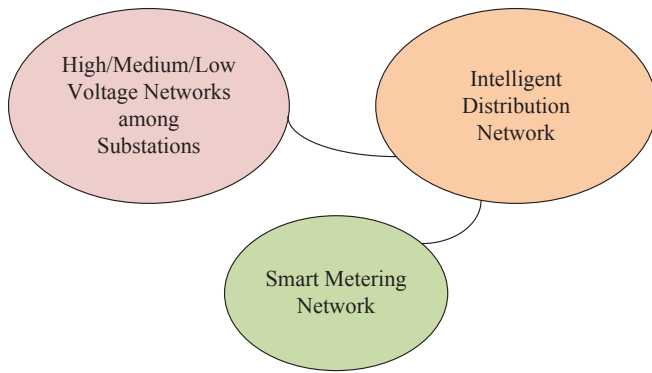 High/Medium/Low
Voltage Networks
among
Substations
Intelligent
Distribution
Network
Smart Metering
Network